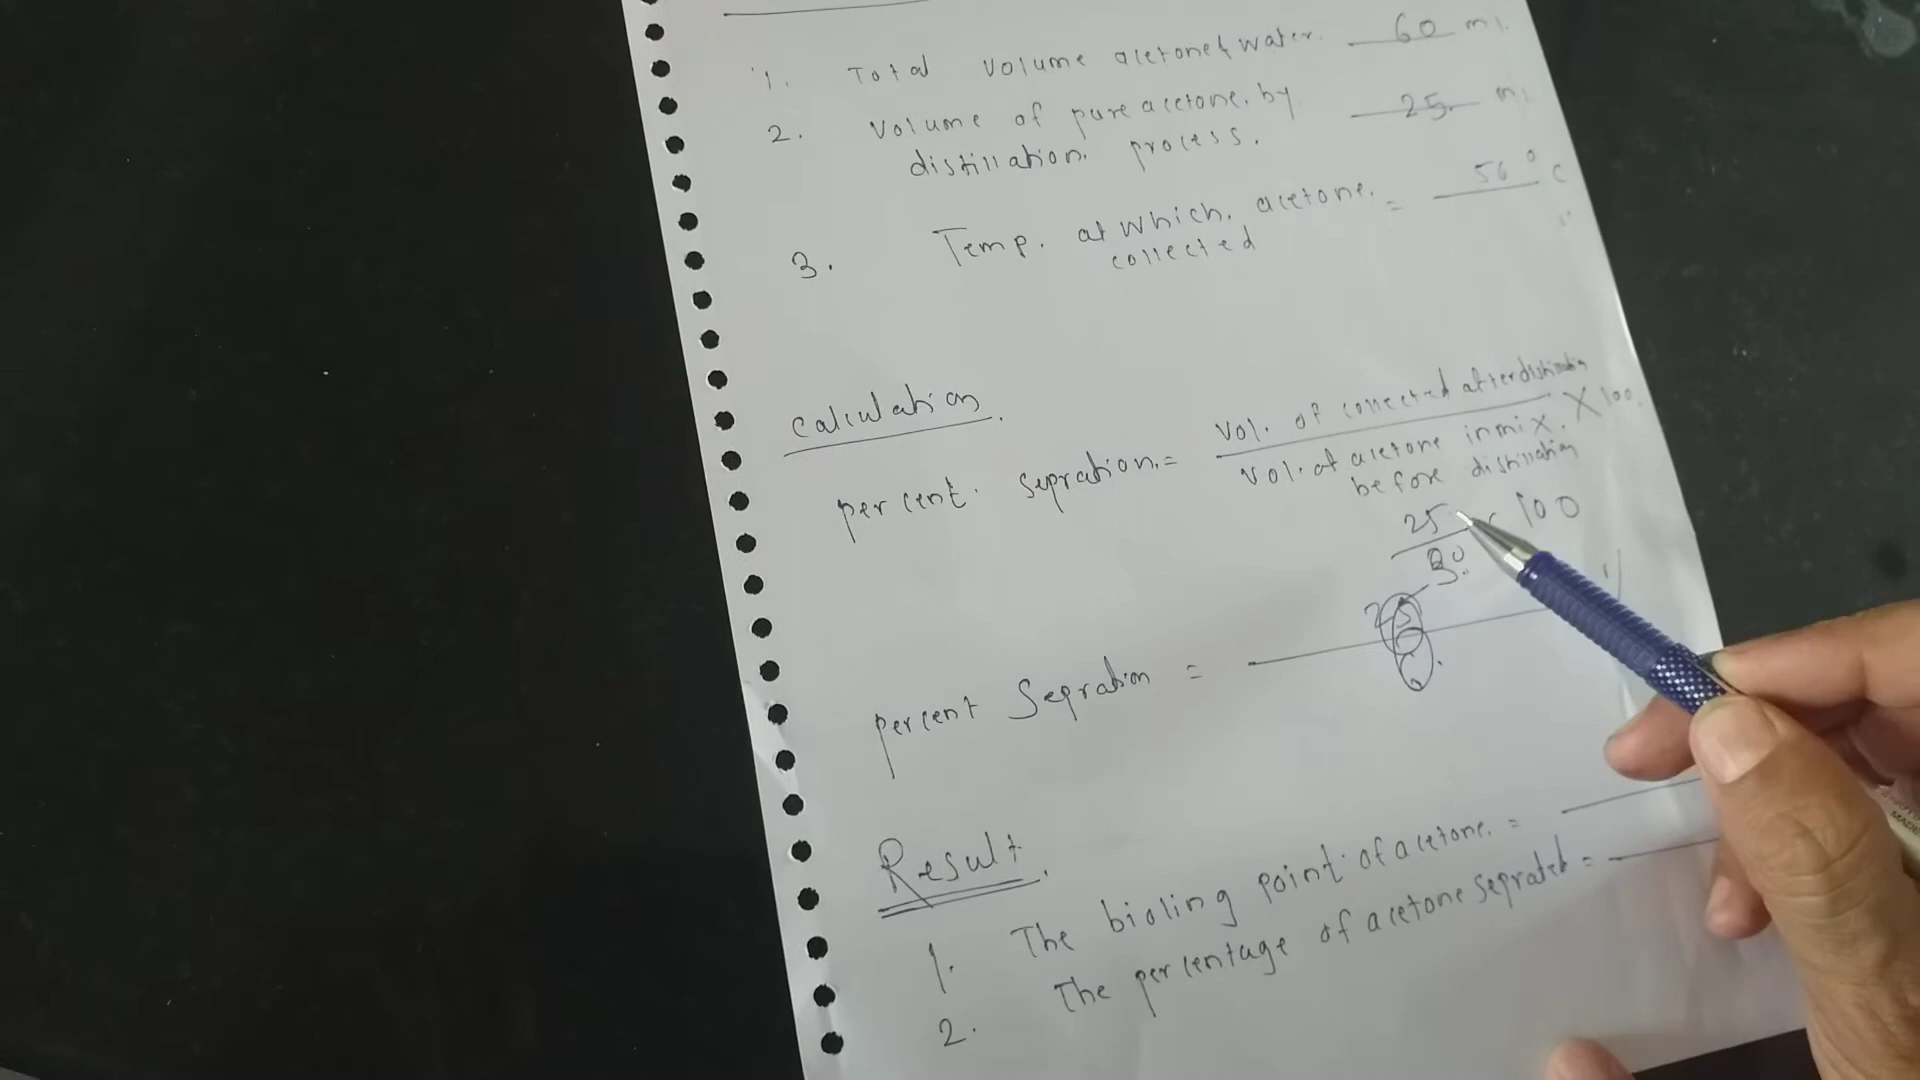 1. Total volume acetone & water. 60 ml.
2. Volume of pure acetone. by 25. ml
distillation. process.
3. Temp. at which. acetone. = 56° C
collected
Calculation.
percent. sepration. = Vol. of collected after distillation X 100.
Vol. of acetone in mix.
before distillation
25 x 100
30.
25
percent Sepration =
Result.
1. The bioling point of acetone. =
2. The percentage of acetone seprated =
MADE